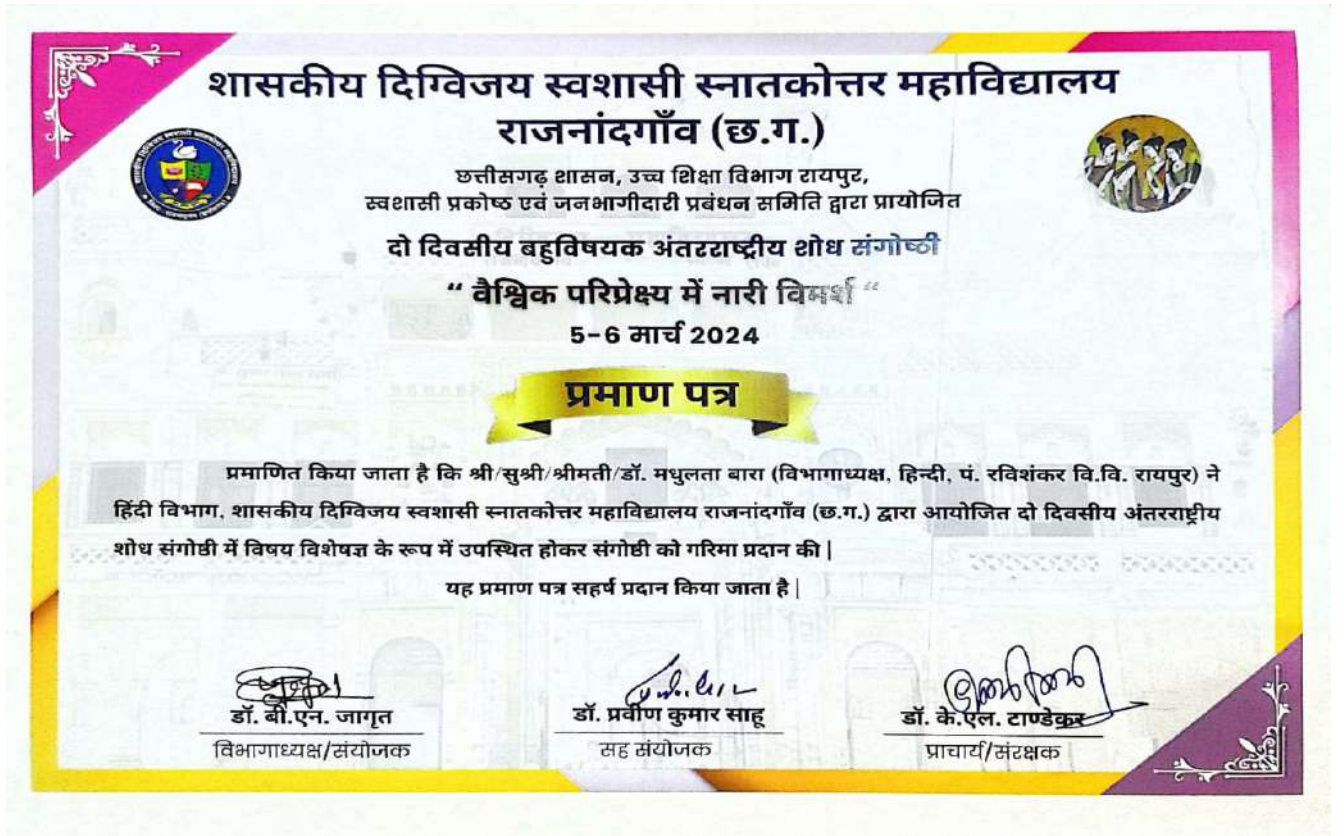 शासकीय दिग्विजय स्वशासी स्नातकोत्तर महाविद्यालय
राजनांदगाँव (छ.ग.)
छत्तीसगढ़ शासन, उच्च शिक्षा विभाग रायपुर,
स्वशासी प्रकोष्ठ एवं जनभागीदारी प्रबंधन समिति द्वारा प्रायोजित
दो दिवसीय बहुविषयक अंतरराष्ट्रीय शोध संगोष्ठी
“ वैश्विक परिप्रेक्ष्य में नारी विमर्श “
5-6 मार्च 2024
प्रमाण पत्र
प्रमाणित किया जाता है कि श्री/सुश्री/श्रीमती/डॉ. मधुलता बारा (विभागाध्यक्ष, हिन्दी, पं. रविशंकर वि.वि. रायपुर) ने
हिंदी विभाग. शासकीय दिग्विजय स्वशासी स्नातकोत्तर महाविद्यालय राजनांदगाँव (छ.ग.) द्वारा आयोजित दो दिवसीय अंतरराष्ट्रीय
शोध संगोष्ठी में विषय विशेषज्ञ के रूप में उपस्थित होकर संगोष्ठी को गरिमा प्रदान की |
यह प्रमाण पत्र सहर्ष प्रदान किया जाता है |
डॉ. बी.एन. जागृत
विभागाध्यक्ष/संयोजक
डॉ. प्रवीण कुमार साहू
सह संयोजक
डॉ. के.एल. टाण्डेकर
प्राचार्य/संरक्षक